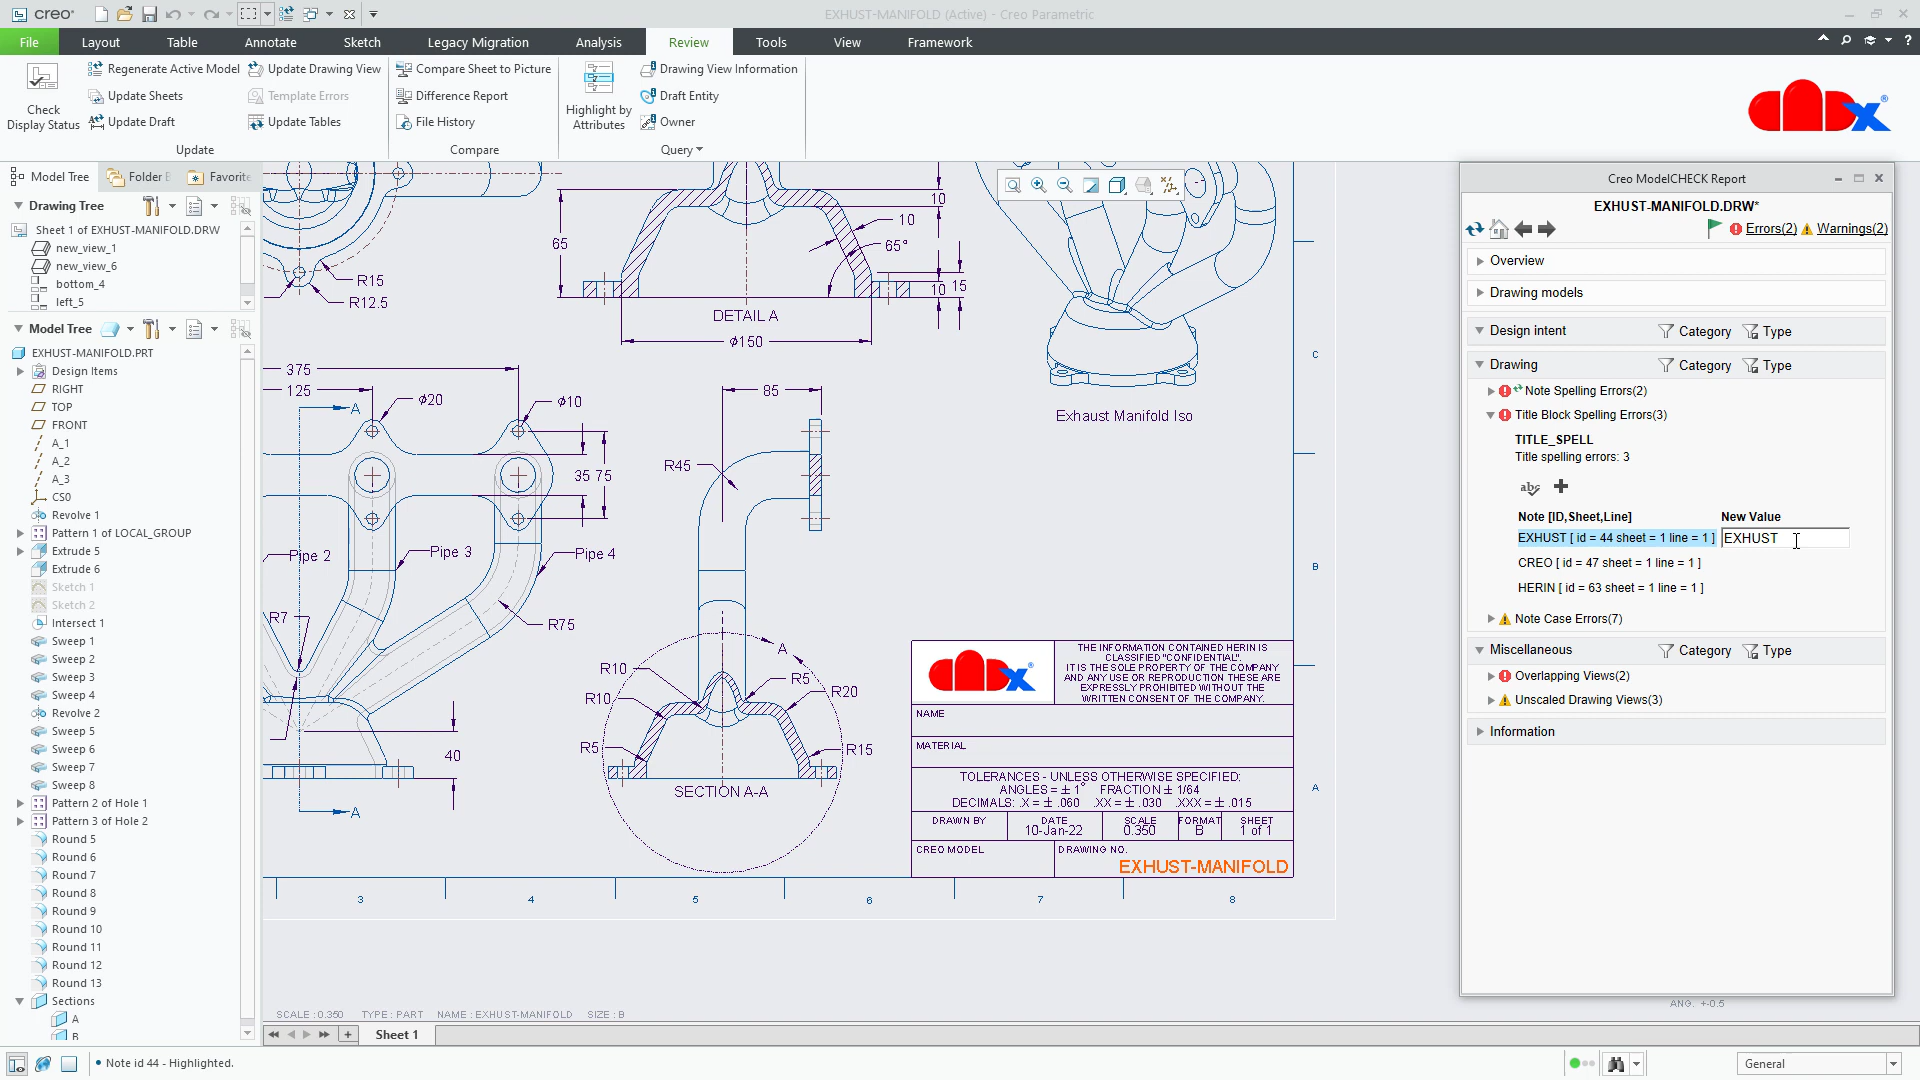 creo
EXHUST-MANIFOLD (Active) - Creo Parametric
File
Layout
Table
Annotate
Sketch
Legacy Migration
Analysis
Review
Tools
View
Framework
Check
Display Status
Regenerate Active Model
Update Sheets
Update Draft
Update Drawing View
Template Errors
Update Tables
Update
Compare Sheet to Picture
Difference Report
File History
Compare
Highlight by
Attributes
Drawing View Information
Draft Entity
Owner
Query
Model Tree
Folder B
Favorite
Drawing Tree
Sheet 1 of EXHUST-MANIFOLD.DRW
new_view_1
new_view_6
bottom_4
left_5
Model Tree
EXHUST-MANIFOLD.PRT
Design Items
RIGHT
TOP
FRONT
A_1
A_2
A_3
CS0
Revolve 1
Pattern 1 of LOCAL_GROUP
Extrude 5
Extrude 6
Sketch 1
Sketch 2
Intersect 1
Sweep 1
Sweep 2
Sweep 3
Sweep 4
Revolve 2
Sweep 5
Sweep 6
Sweep 7
Sweep 8
Pattern 2 of Hole 1
Pattern 3 of Hole 2
Round 5
Round 6
Round 7
Round 8
Round 9
Round 10
Round 11
Round 12
Round 13
Sections
A
B
R15
R12.5
65
10
10
65°
10 15
DETAIL A
ϕ150
375
125
A
ϕ20
ϕ10
35 75
Pipe 2
Pipe 3
Pipe 4
R7
R75
40
A
85
R45
Exhaust Manifold Iso
R10
R10
R5
A
R5
R20
R15
SECTION A-A
C
B
A
THE INFORMATION CONTAINED HERIN IS
CLASSIFIED "CONFIDENTIAL".
IT IS THE SOLE PROPERTY OF THE COMPANY
AND ANY USE OR REPRODUCTION THESE ARE
EXPRESSLY PROHIBITED WITHOUT THE
WRITTEN CONSENT OF THE COMPANY.
NAME
MATERIAL
TOLERANCES - UNLESS OTHERWISE SPECIFIED:
ANGLES = ± 1° FRACTION ± 1/64
DECIMALS: .X = ± .060 .XX = ± .030 .XXX = ± .015
DRAWN BY
DATE
10-Jan-22
SCALE
0.350
FORMAT
B
SHEET
1 of 1
CREO MODEL
DRAWING NO.
EXHUST-MANIFOLD
3
4
5
6
7
8
SCALE : 0.350 TYPE : PART NAME : EXHUST-MANIFOLD SIZE : B
Sheet 1
Creo ModelCHECK Report
EXHUST-MANIFOLD.DRW*
Errors(2)
Warnings(2)
Overview
Drawing models
Design intent
Category
Type
Drawing
Category
Type
Note Spelling Errors(2)
Title Block Spelling Errors(3)
TITLE_SPELL
Title spelling errors: 3
abc
Note [ID,Sheet,Line]
New Value
EXHUST [ id = 44 sheet = 1 line = 1 ]
EXHUST
CREO [ id = 47 sheet = 1 line = 1 ]
HERIN [ id = 63 sheet = 1 line = 1 ]
Note Case Errors(7)
Miscellaneous
Category
Type
Overlapping Views(2)
Unscaled Drawing Views(3)
Information
ANG. +-0.5
Note id 44 - Highlighted.
General